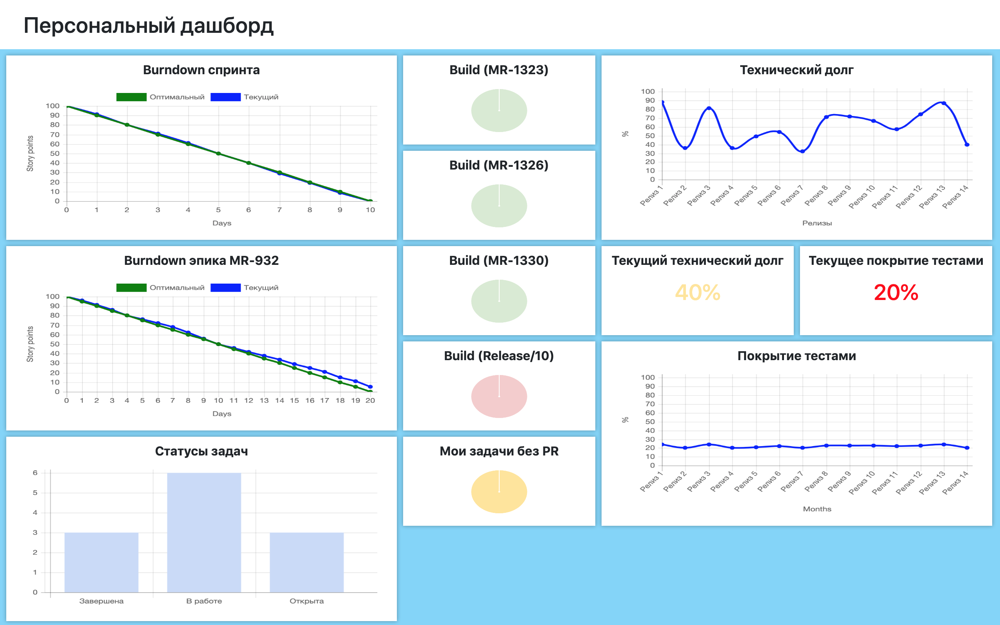 Персональный дашборд
Burndown спринта
Оптимальный Текущий
100
90
80
70
60
50
40
30
20
10
0
Story points
0 1 2 3 4 5 6 7 8 9 10
Days
Build (MR-1323)
Build (MR-1326)
Технический долг
100
90
80
70
60
50
40
30
20
10
0
%
Релиз 1 Релиз 2 Релиз 3 Релиз 4 Релиз 5 Релиз 6 Релиз 7 Релиз 8 Релиз 9 Релиз 10 Релиз 11 Релиз 12 Релиз 13 Релиз 14
Релизы
Burndown эпика MR-932
Оптимальный Текущий
100
90
80
70
60
50
40
30
20
10
0
Story points
0 1 2 3 4 5 6 7 8 9 10 11 12 13 14 15 16 17 18 19 20
Days
Build (MR-1330)
Текущий технический долг
40%
Текущее покрытие тестами
20%
Build (Release/10)
Покрытие тестами
100
90
80
70
60
50
40
30
20
10
0
%
Релиз 1 Релиз 2 Релиз 3 Релиз 4 Релиз 5 Релиз 6 Релиз 7 Релиз 8 Релиз 9 Релиз 10 Релиз 11 Релиз 12 Релиз 13 Релиз 14
Months
Статусы задач
6
5
4
3
2
1
0
Завершена В работе Открыта
Мои задачи без PR